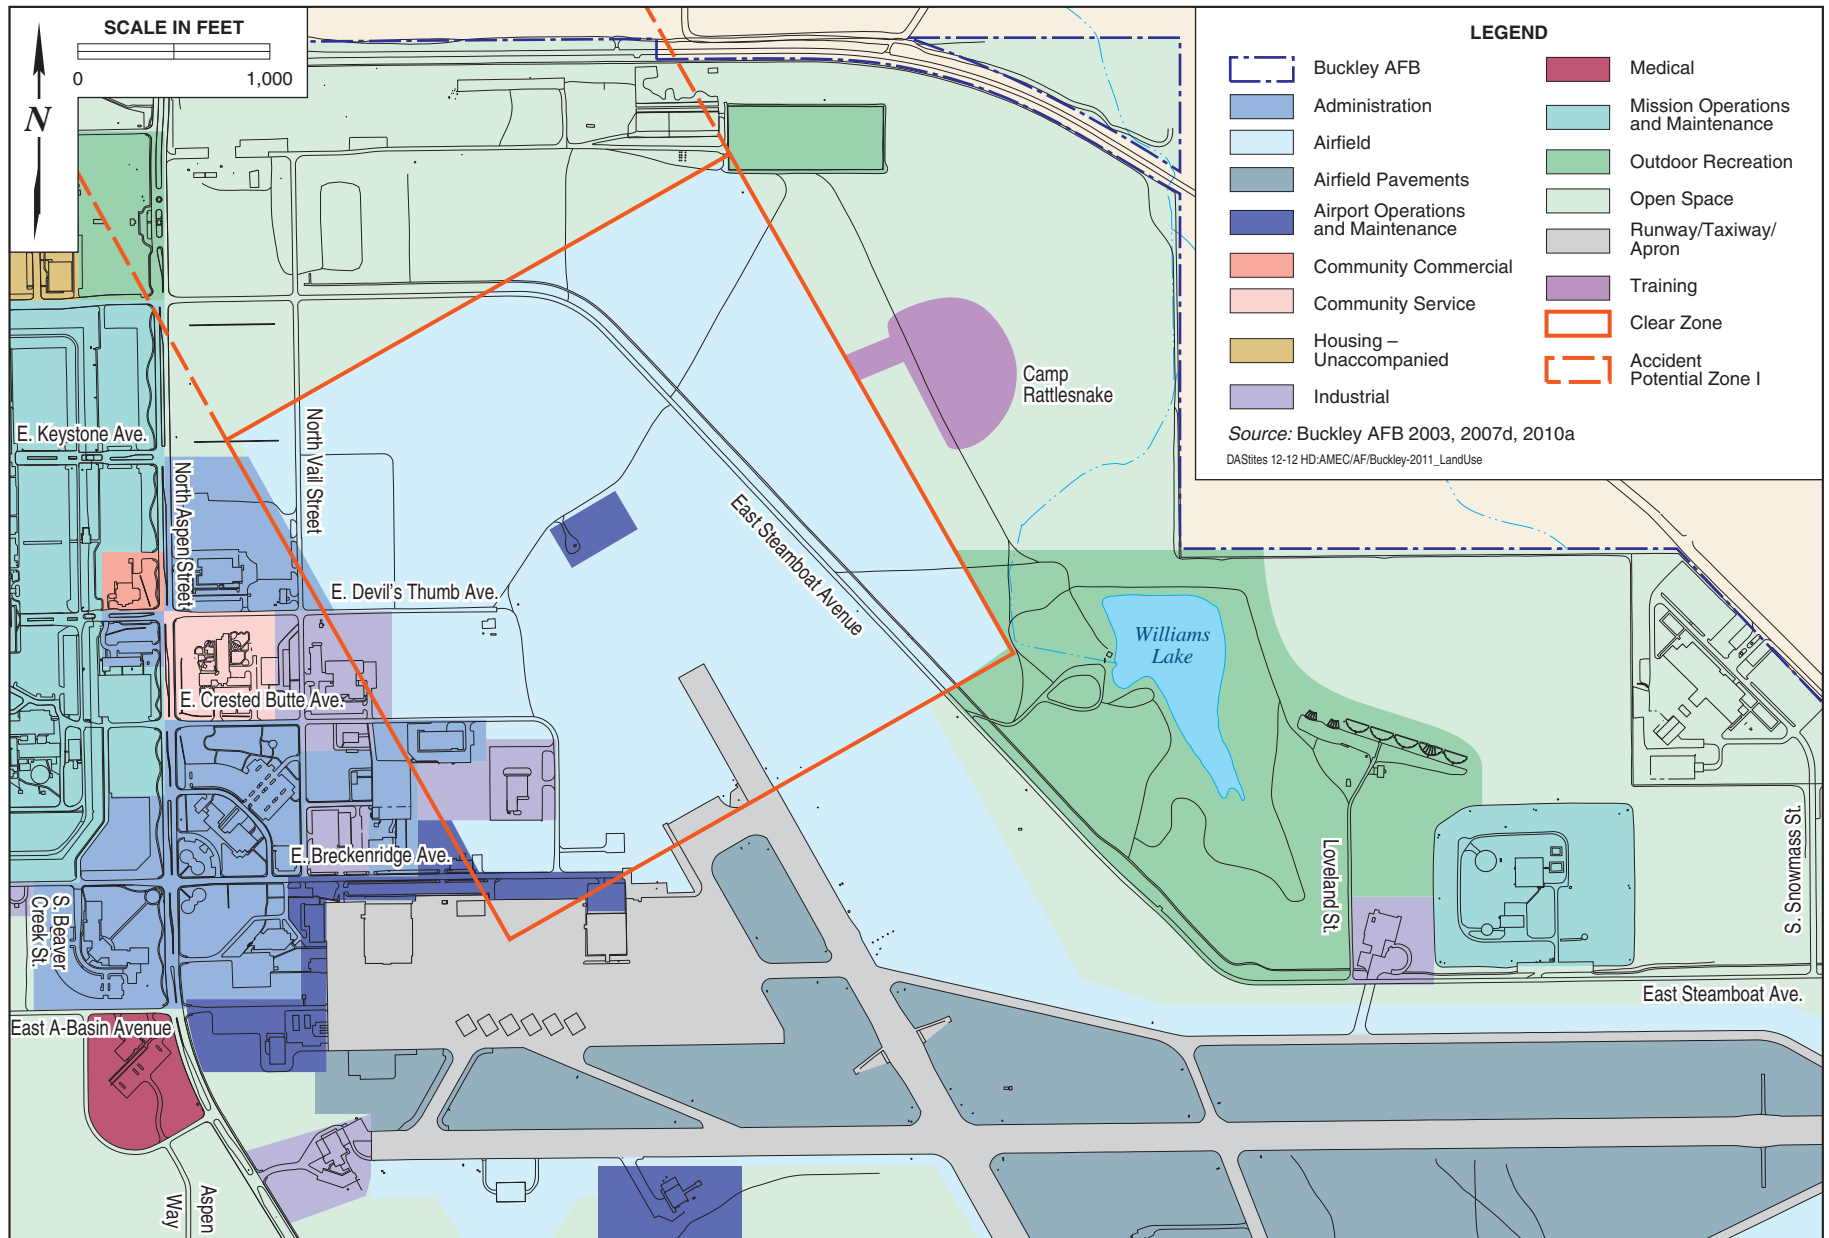 SCALE IN FEET
0 1,000
N
LEGEND
Buckley AFB
Administration
Airfield
Airfield Pavements
Airport Operations
and Maintenance
Community Commercial
Community Service
Housing –
Unaccompanied
Industrial
Medical
Mission Operations
and Maintenance
Outdoor Recreation
Open Space
Runway/Taxiway/
Apron
Training
Clear Zone
Accident
Potential Zone I
Source: Buckley AFB 2003, 2007d, 2010a
DAStites 12-12 HD:AMEC/AF/Buckley-2011_LandUse
Camp
Rattlesnake
E. Keystone Ave.
North Vail Street
North Aspen Street
East Steamboat Avenue
E. Devil's Thumb Ave.
Williams
Lake
E. Crested Butte Ave.
E. Breckenridge Ave.
Loveland St.
S. Snowmass St.
S. Beaver
Creek St.
East Steamboat Ave.
East A-Basin Avenue
Aspen
Way